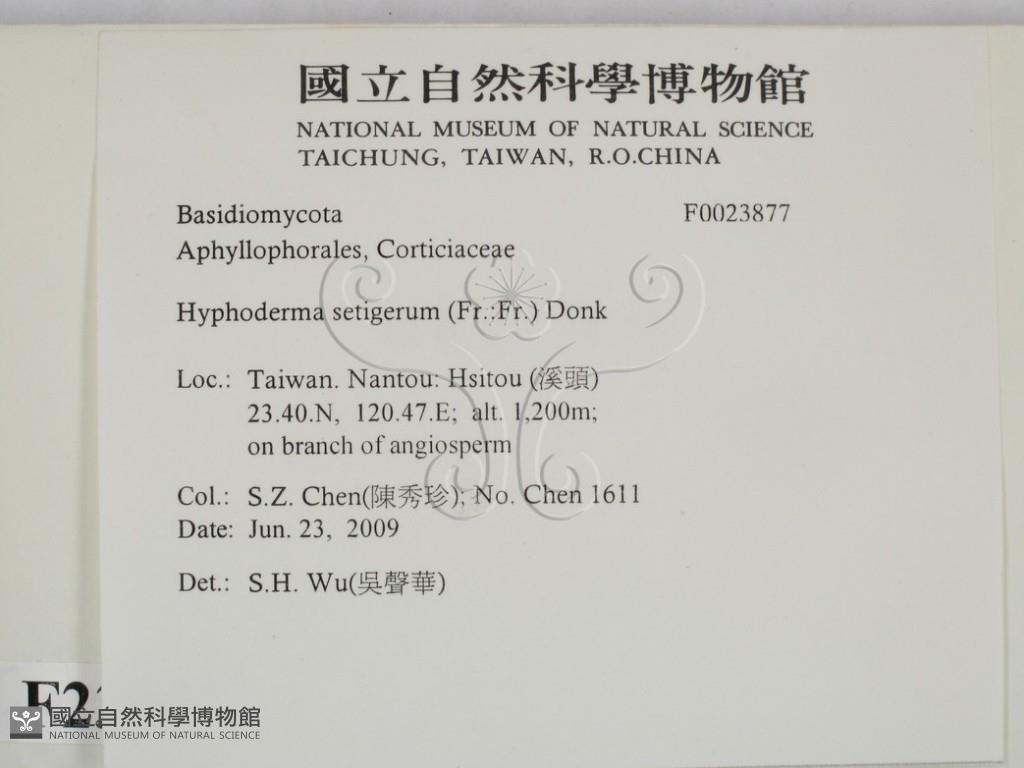 國立自然科學博物館
NATIONAL MUSEUM OF NATURAL SCIENCE
TAICHUNG, TAIWAN, R.O.CHINA
Basidiomycota F0023877
Aphyllophorales, Corticiaceae
Hyphoderma setigerum (Fr.:Fr.) Donk
Loc.: Taiwan. Nantou: Hsitou (溪頭)
23.40.N, 120.47.E; alt. 1,200m;
on branch of angiosperm
Col.: S.Z. Chen(陳秀珍); No. Chen 1611
Date: Jun. 23, 2009
Det.: S.H. Wu(吳聲華)
F2
國立自然科學博物館
NATIONAL MUSEUM OF NATURAL SCIENCE